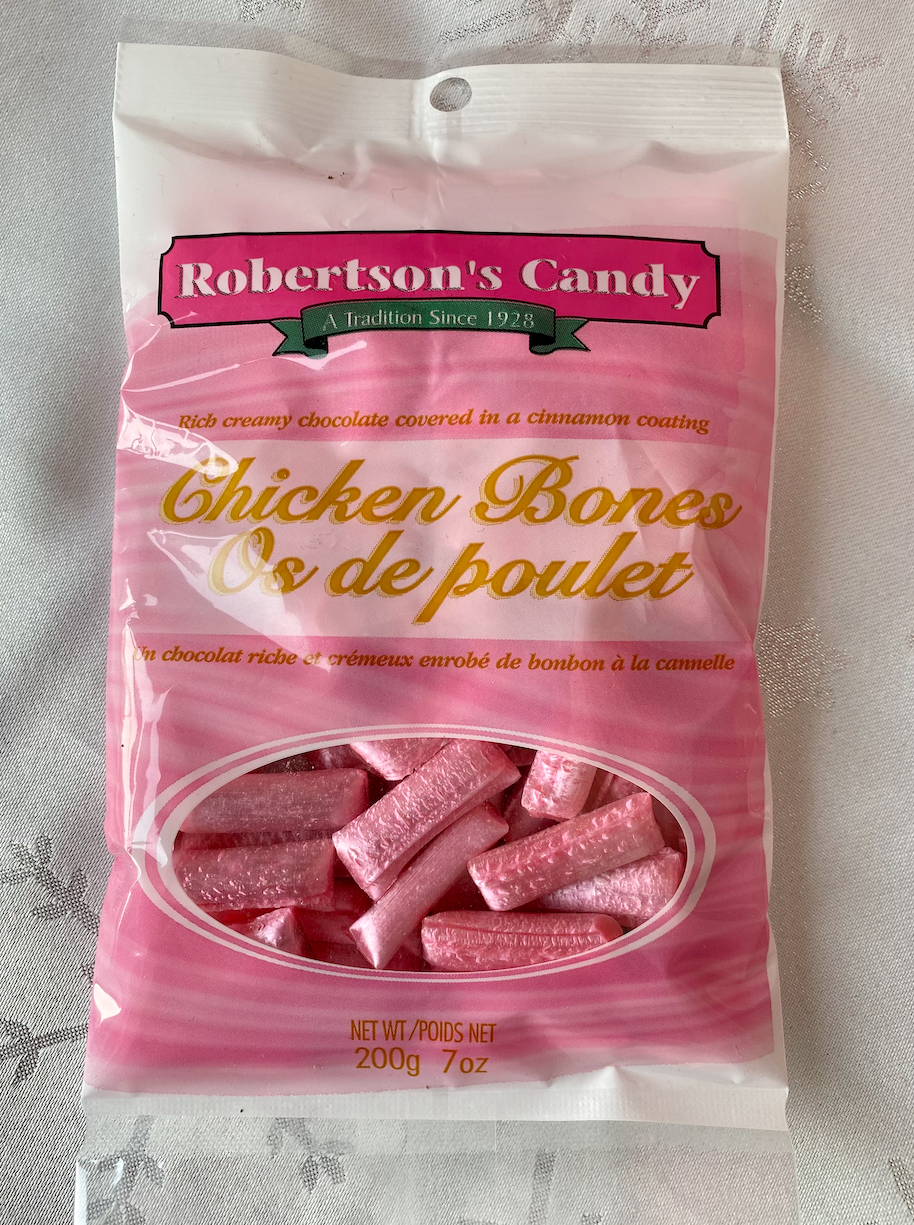 Robertson's Candy
A Tradition Since 1928
Rich creamy chocolate covered in a cinnamon coating
Chicken Bones
Os de poulet
Un chocolat riche et crémeux enrobé de bonbon à la cannelle
NET WT/POIDS NET
200g 7oz